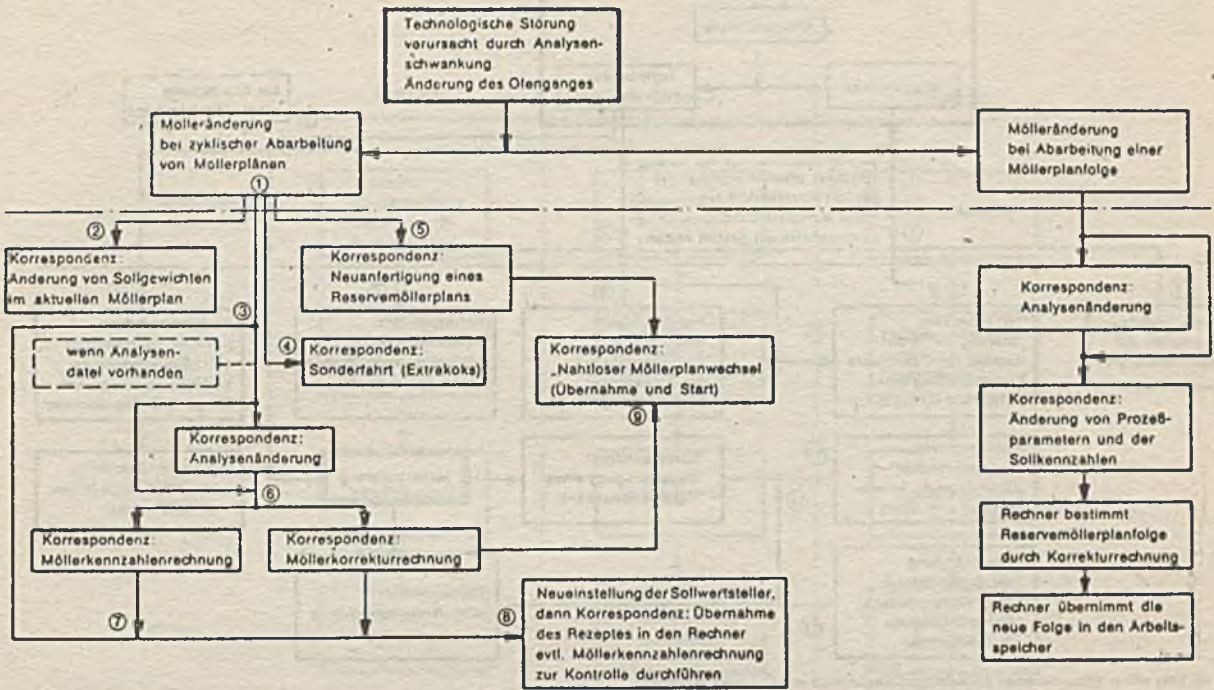 Technologische Störung
verursacht durch Analysen-
schwankung
Änderung des Ofenganges
Molleränderung
bei zyklischer Abarbeitung
von Mollerplänen
①
Mölleränderung
bei Abarbeitung einer
Möllerplanfolge
②
Korrespondenz:
Änderung von Sollgewichten
im aktuellen Möllerplan
⑤
Korrespondenz:
Neuanfertigung eines
Reservemöllerplans
③
wenn Analysen-
datei vorhanden
④
Korrespondenz:
Sonderfahrt (Extrakoks)
Korrespondenz:
„Nahtloser Möllerplanwechsel
(Übernahme und Start)
⑨
Korrespondenz:
Analysenänderung
Korrespondenz:
Analysenänderung
⑥
Korrespondenz:
Möllerkennzahlenrechnung
Korrespondenz:
Möllerkorrekturrechnung
⑦
⑧
Neueinstellung der Sollwertsteller,
dann Korrespondenz: Übernahme
des Rezeptes in den Rechner
evtl. Möllerkennzahlenrechnung
zur Kontrolle durchführen
Korrespondenz:
Änderung von Prozeß-
parametern und der
Sollkennzahlen
Rechner bestimmt
Reservemöllerplanfolge
durch Korrekturrechnung
Rechner übernimmt die
neue Folge in den Arbeits-
speicher